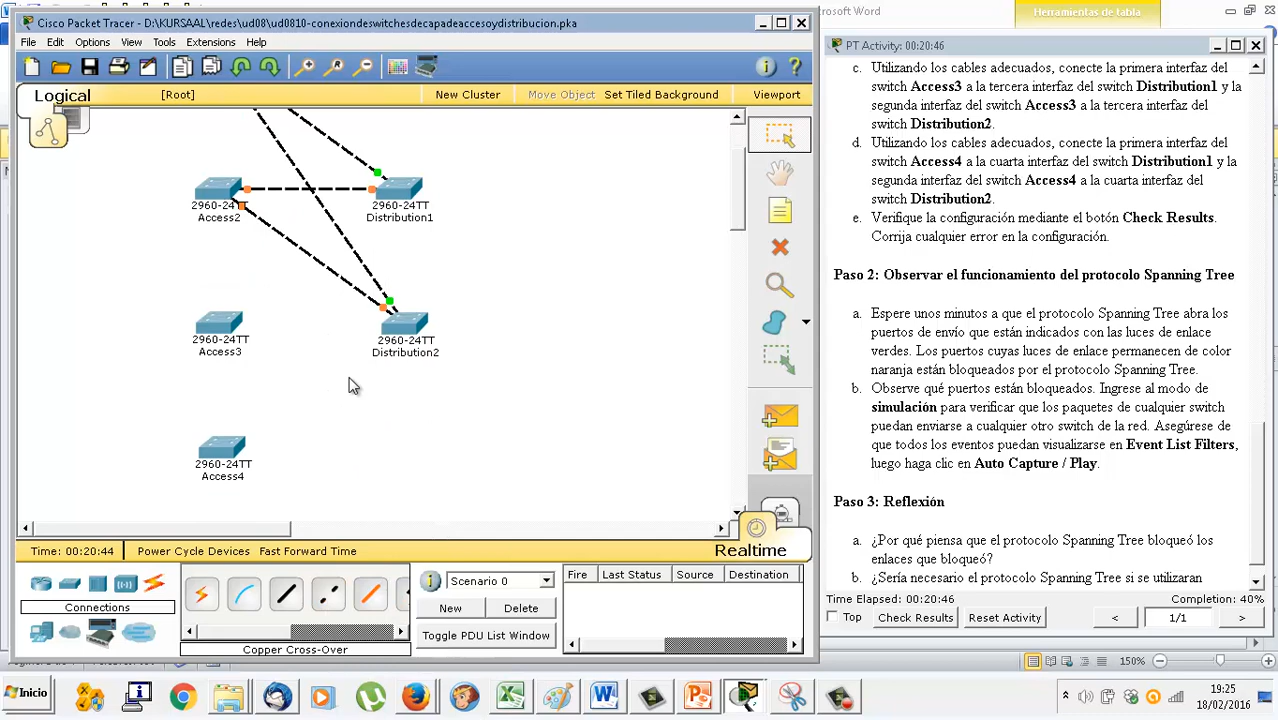 Cisco Packet Tracer - D:\KURSAAL\redes\ud08\ud0810-conexiondeswitchesdecapadeaccesoydistribucion.pka
File Edit Options View Tools Extensions Help
Logical [Root] New Cluster Move Object Set Tiled Background Viewport
2960-24TT
Access2
2960-24TT
Distribution1
2960-24TT
Access3
2960-24TT
Distribution2
2960-24TT
Access4
Realtime
Time: 00:20:44 Power Cycle Devices Fast Forward Time
Connections
Copper Cross-Over
Scenario 0
New Delete
Toggle PDU List Window
Fire Last Status Source Destination
osoft Word
Herramientas de tabla
PT Activity: 00:20:46
c. Utilizando los cables adecuados, conecte la primera interfaz del
switch Access3 a la tercera interfaz del switch Distribution1 y la
segunda interfaz del switch Access3 a la tercera interfaz del
switch Distribution2.
d. Utilizando los cables adecuados, conecte la primera interfaz del
switch Access4 a la cuarta interfaz del switch Distribution1 y la
segunda interfaz del switch Access4 a la cuarta interfaz del
switch Distribution2.
e. Verifique la configuración mediante el botón Check Results.
Corrija cualquier error en la configuración.
Paso 2: Observar el funcionamiento del protocolo Spanning Tree
a. Espere unos minutos a que el protocolo Spanning Tree abra los
puertos de envío que están indicados con las luces de enlace
verdes. Los puertos cuyas luces de enlace permanecen de color
naranja están bloqueados por el protocolo Spanning Tree.
b. Observe qué puertos están bloqueados. Ingrese al modo de
simulación para verificar que los paquetes de cualquier switch
puedan enviarse a cualquier otro switch de la red. Asegúrese de
que todos los eventos puedan visualizarse en Event List Filters,
luego haga clic en Auto Capture / Play.
Paso 3: Reflexión
a. ¿Por qué piensa que el protocolo Spanning Tree bloqueó los
enlaces que bloqueó?
b. ¿Sería necesario el protocolo Spanning Tree si se utilizaran
Time Elapsed: 00:20:46 Completion: 40%
Top Check Results Reset Activity < 1/1 >
150%
Inicio
19:25
18/02/2016